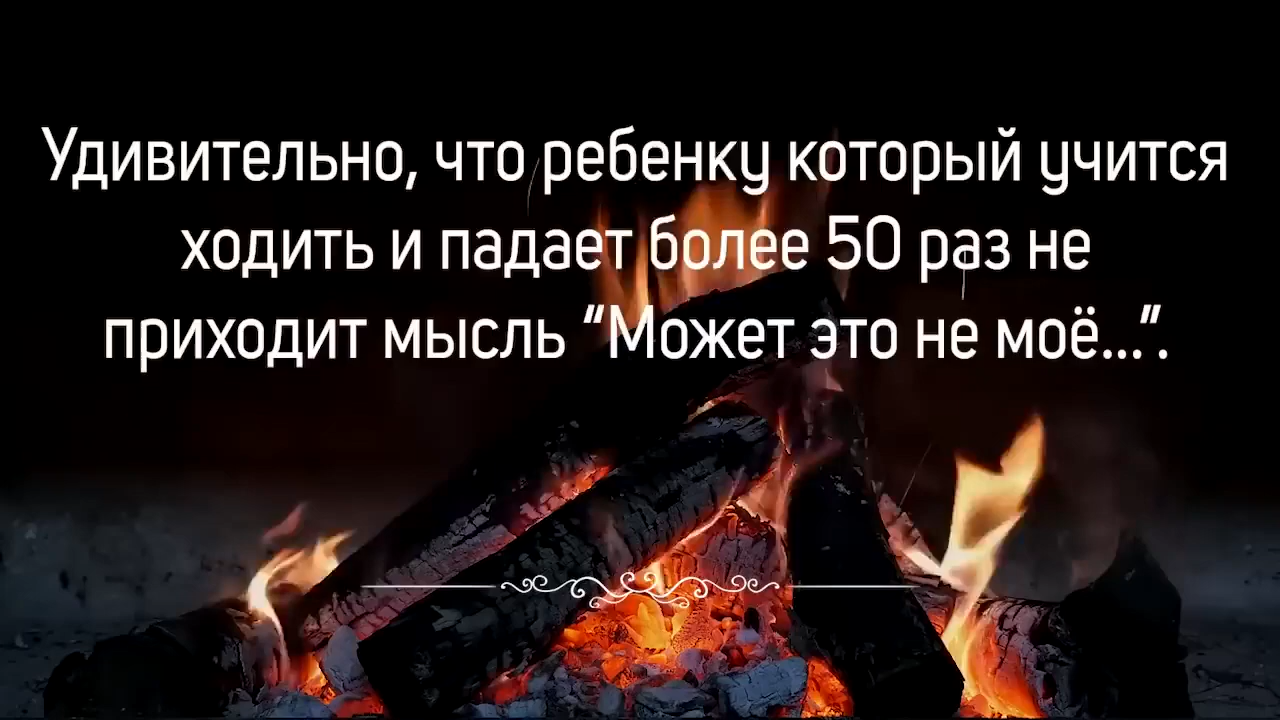 Удивительно, что ребенку который учится
ходить и падает более 50 раз не
приходит мысль “Может это не моё...”.